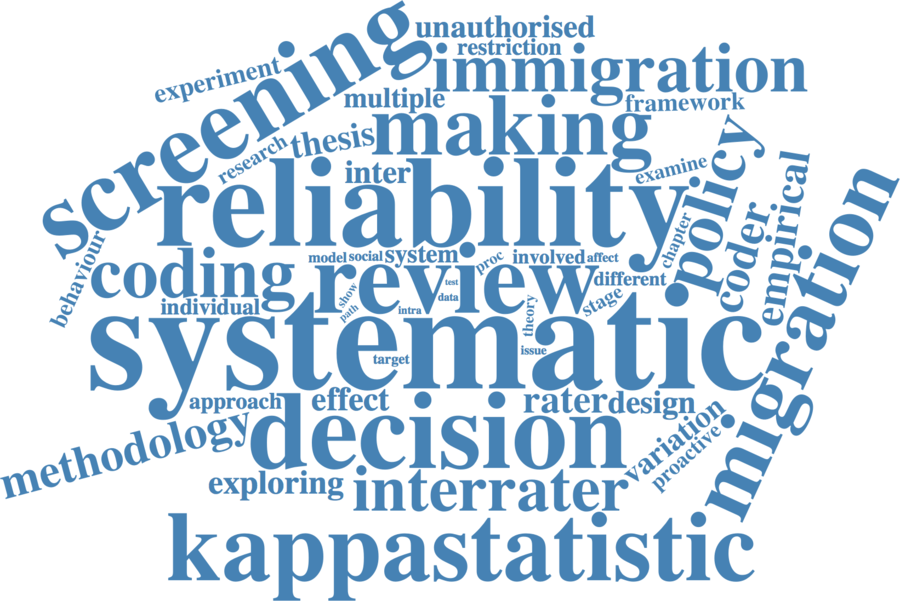 unauthorised
restriction
screening
immigration
experiment
multiple
framework
making
thesis
research
inter
examine
reliability
policy
chapter
coder
empirical
migration
behaviour
coding
model
social
system
proc
involved
affect
review
different
show
test
data
path
intra
theory
stage
individual
systematic
target
issue
approach
effect
rater
design
decision
methodology
variation
proactive
exploring
interrater
kappastatistic